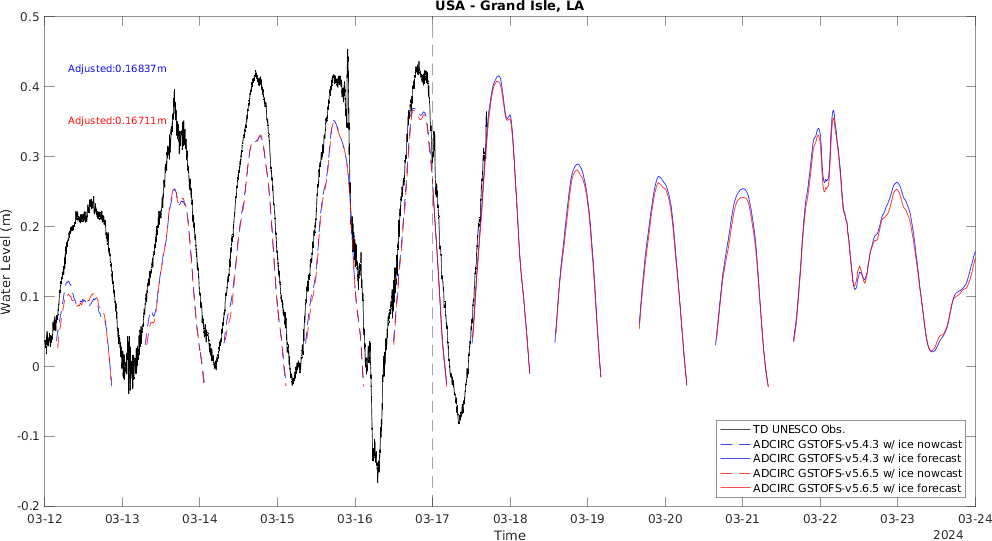 USA - Grand Isle, LA
0.5
0.4
0.3
0.2
0.1
0
-0.1
-0.2
Water Level (m)
Adjusted:0.16837m
Adjusted:0.16711m
TD UNESCO Obs.
ADCIRC GSTOFS-v5.4.3 w/ ice nowcast
ADCIRC GSTOFS-v5.4.3 w/ ice forecast
ADCIRC GSTOFS-v5.6.5 w/ ice nowcast
ADCIRC GSTOFS-v5.6.5 w/ ice forecast
03-12 03-13 03-14 03-15 03-16 03-17 03-18 03-19 03-20 03-21 03-22 03-23 03-24
Time
2024